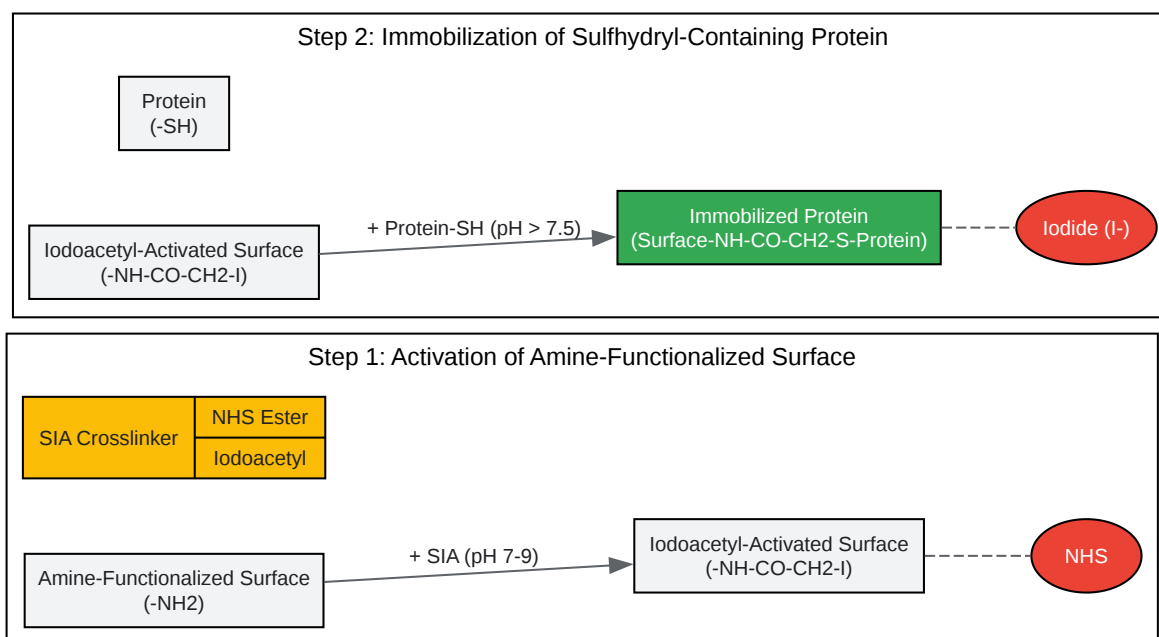 Step 2: Immobilization of Sulfhydryl-Containing Protein
Protein
(-SH)
Iodoacetyl-Activated Surface
(-NH-CO-CH2-I)
+ Protein-SH (pH > 7.5)
Immobilized Protein
(Surface-NH-CO-CH2-S-Protein)
Iodide (I-)
Step 1: Activation of Amine-Functionalized Surface
SIA Crosslinker
NHS Ester
Iodoacetyl
Amine-Functionalized Surface
(-NH2)
+ SIA (pH 7-9)
Iodoacetyl-Activated Surface
(-NH-CO-CH2-I)
NHS